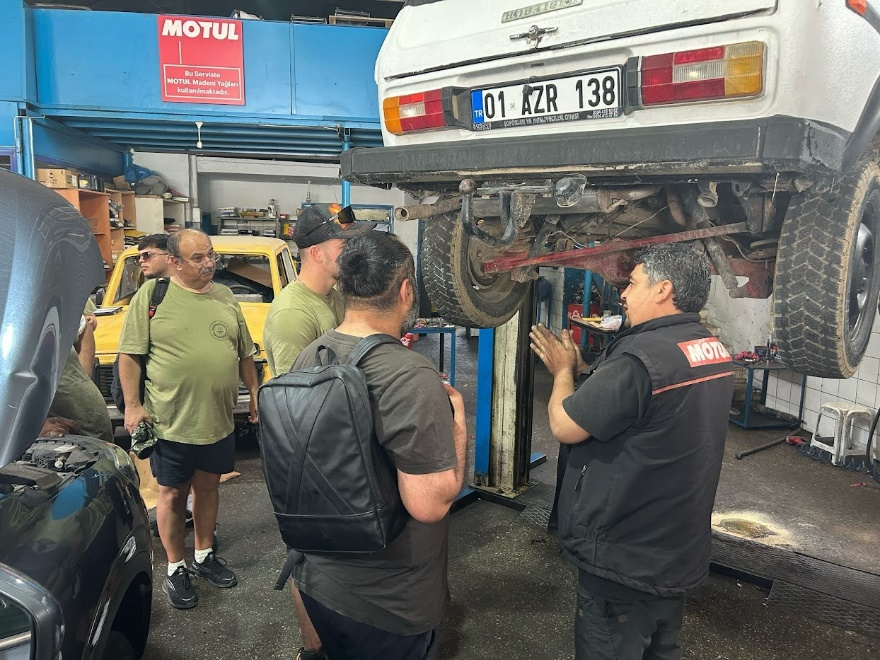 MOTUL
Bu Serviste
MOTUL Madeni Yağları
kullanılmaktadır.
TR 01 AZR 138
MOTUL